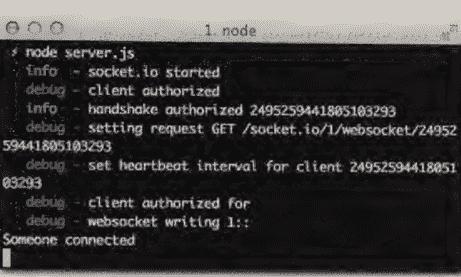 1. node
⚡ node server.js
info - socket.io started
debug - client authorized
info - handshake authorized 2495259441805103293
debug - setting request GET /socket.io/1/websocket/24952
59441805103293
debug - set heartbeat interval for client 24952594418051
03293
debug - client authorized for
debug - websocket writing 1::
Someone connected